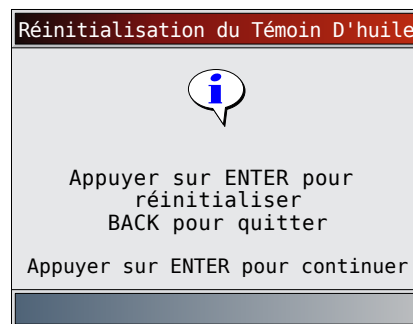 Réinitialisation du Témoin D'huile
i
Appuyer sur ENTER pour
réinitialiser
BACK pour quitter
Appuyer sur ENTER pour continuer